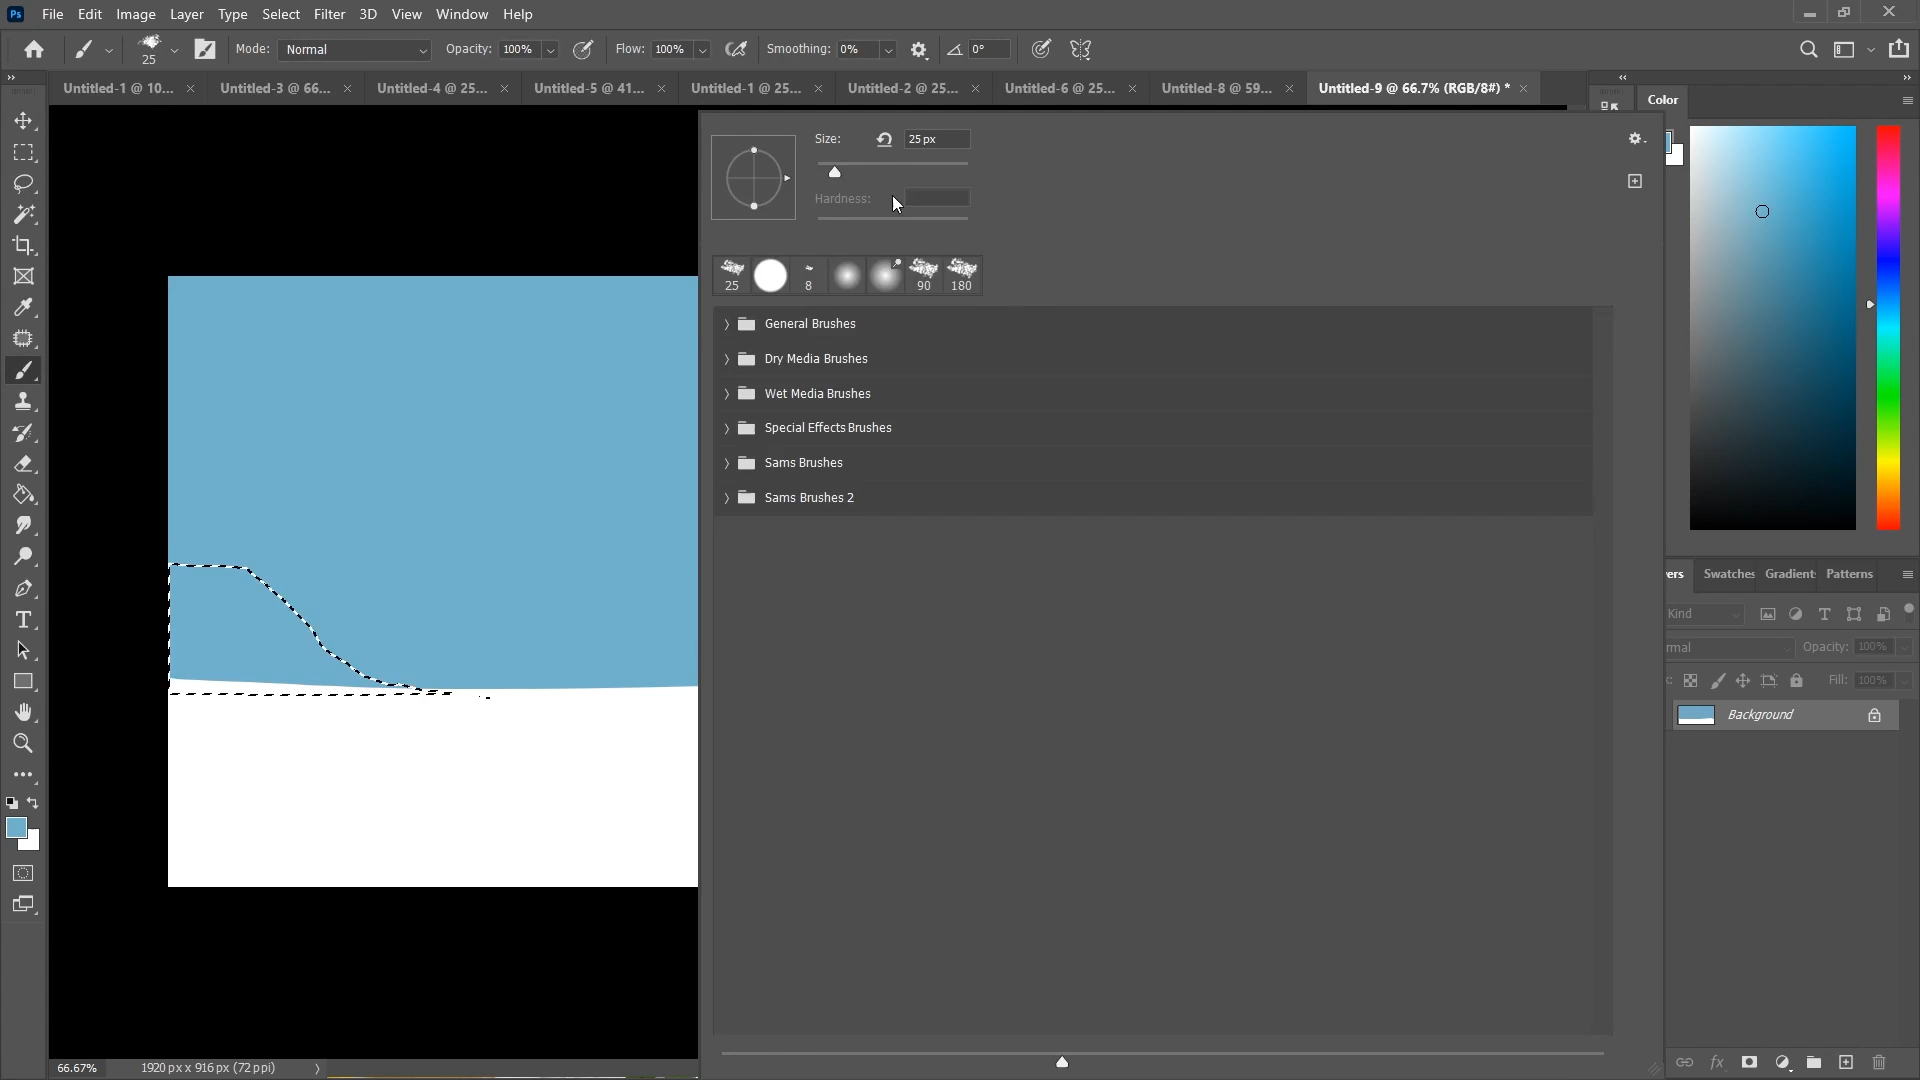 Ps File Edit Image Layer Type Select Filter 3D View Window Help
25 Mode: Normal Opacity: 100% Flow: 100% Smoothing: 0% 0°
Untitled-1 @ 10... Untitled-3 @ 66... Untitled-4 @ 25... Untitled-5 @ 41... Untitled-1 @ 25... Untitled-2 @ 25... Untitled-6 @ 25... Untitled-8 @ 59... Untitled-9 @ 66.7% (RGB/8#) *
Color
Size: 25 px
Hardness:
25 8 90 180
General Brushes
Dry Media Brushes
Wet Media Brushes
Special Effects Brushes
Sams Brushes
Sams Brushes 2
ers Swatches Gradient Patterns
Kind
mal Opacity: 100%
Fill: 100%
Background
fx
66.67% 1920 px x 916 px (72 ppi)